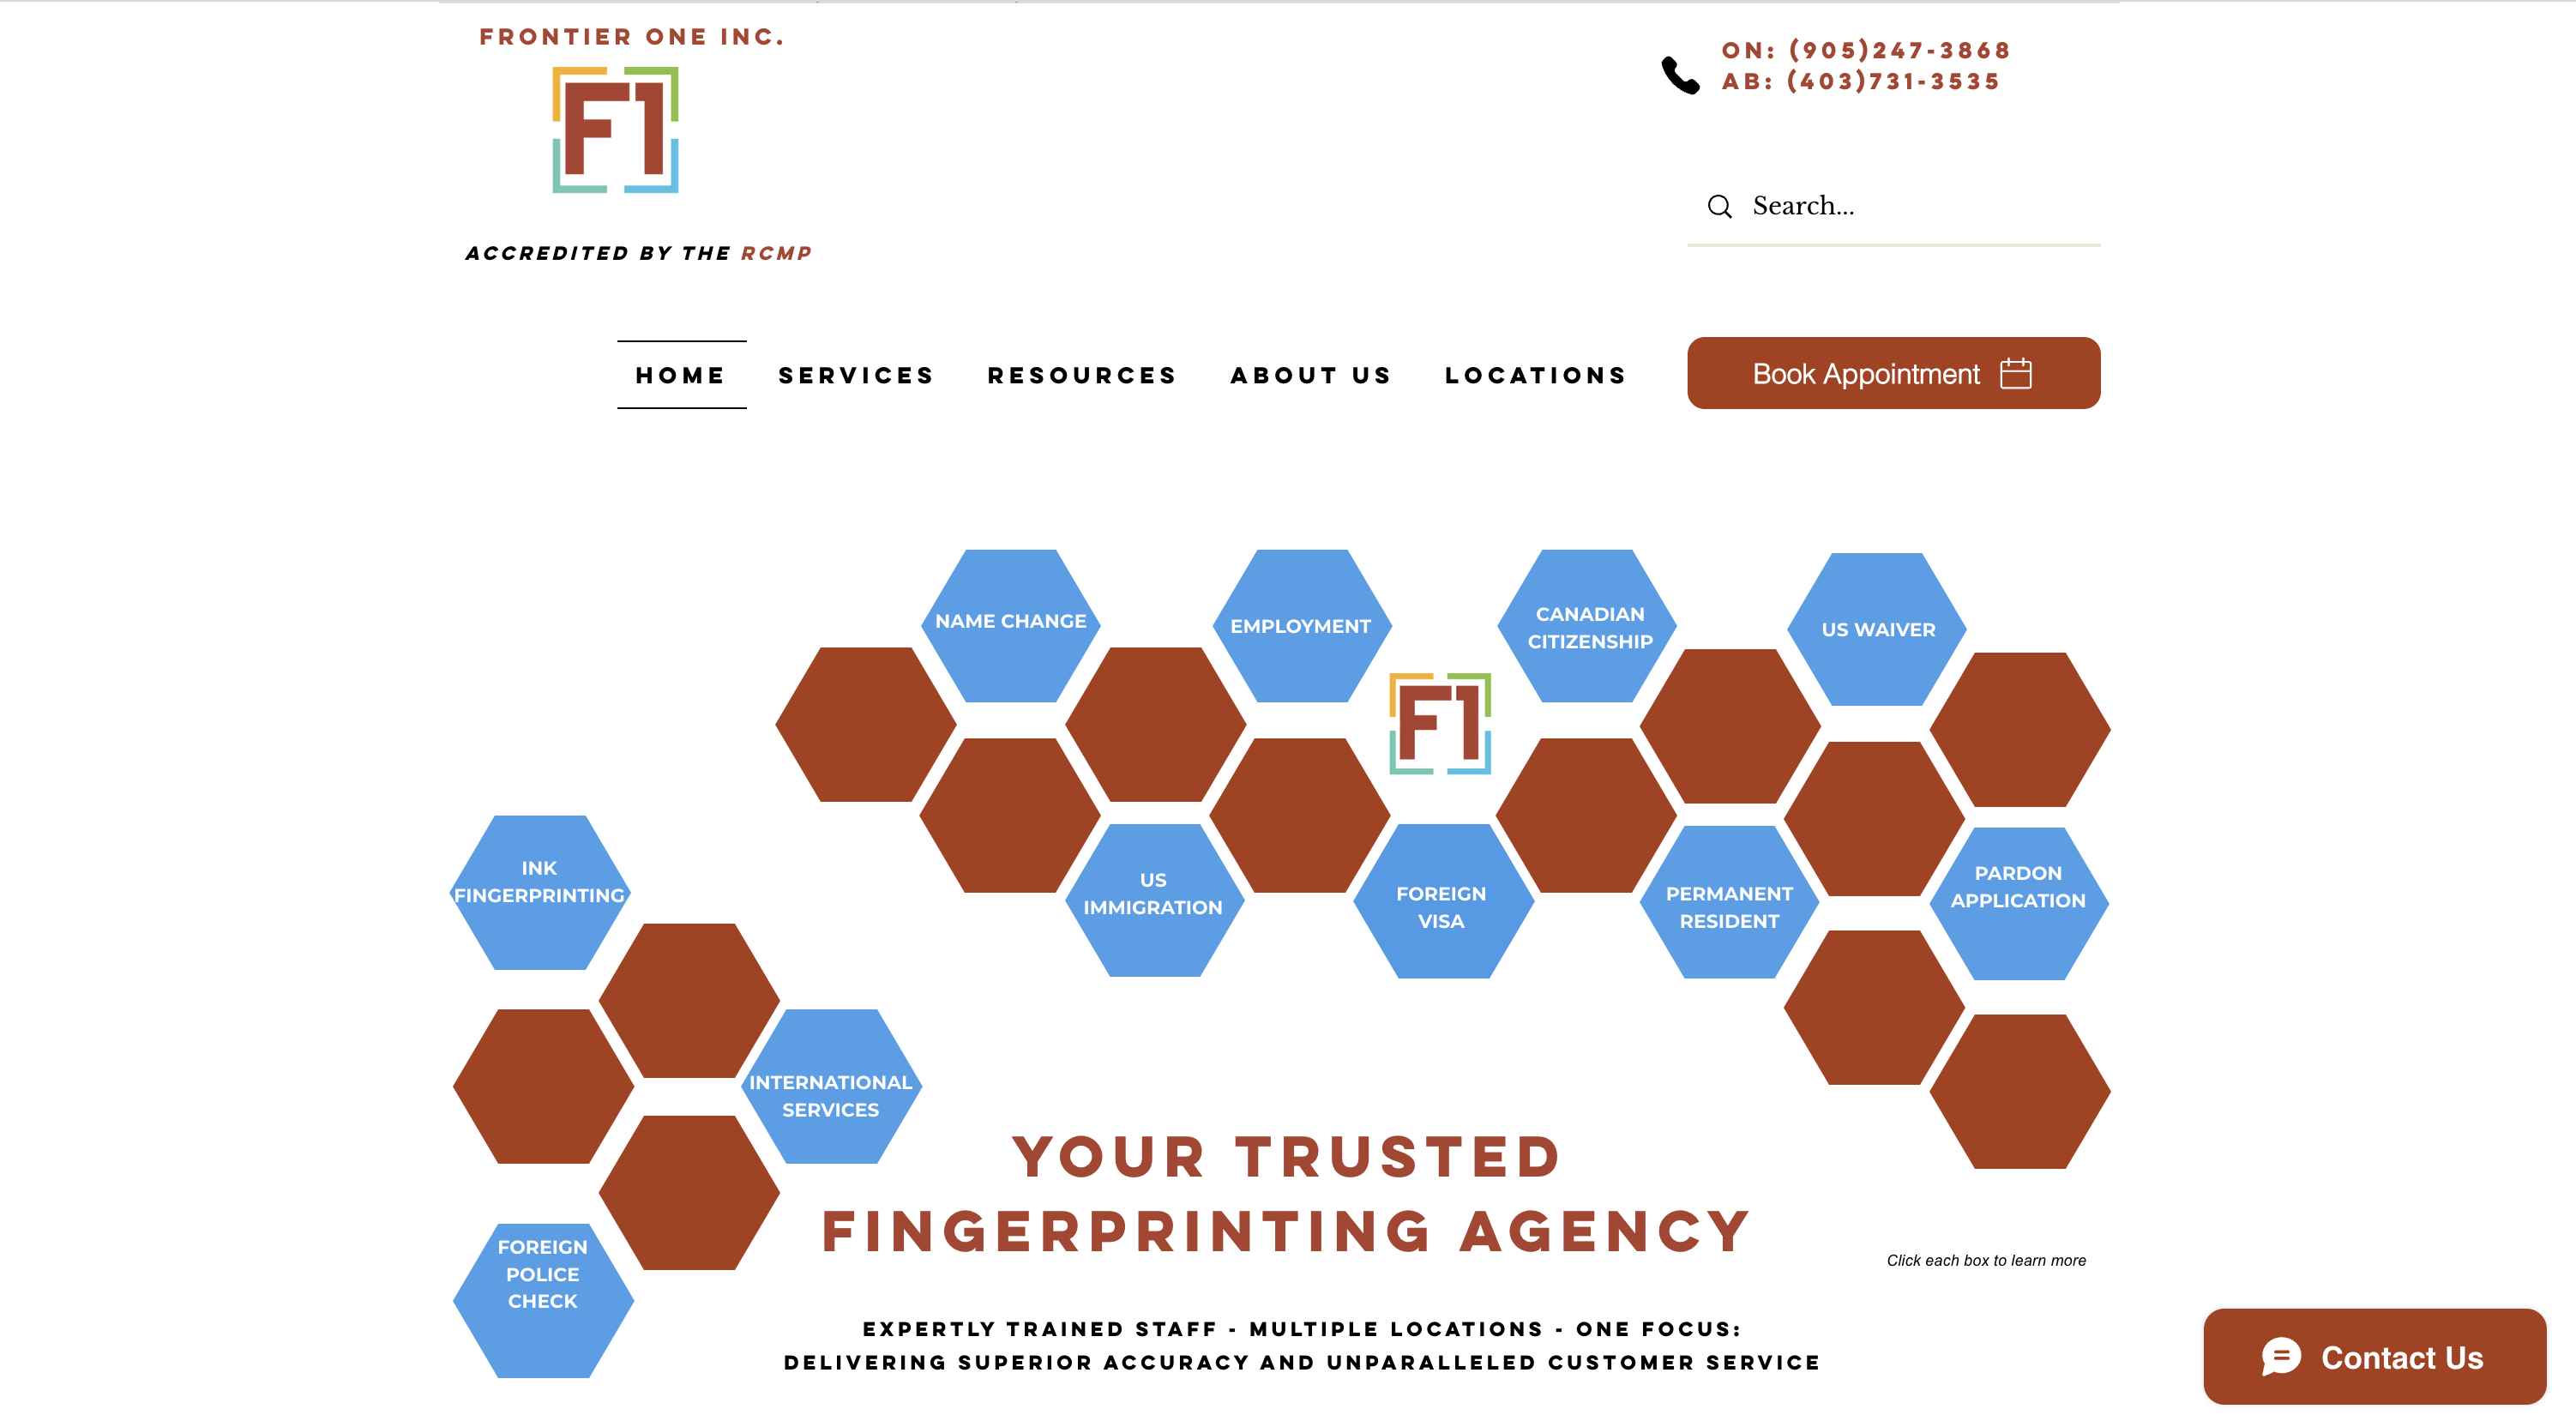 FRONTIER ONE INC.
F1
ACCREDITED BY THE RCMP
ON: (905)247-3868
AB: (403)731-3535
Search...
HOME
SERVICES
RESOURCES
ABOUT US
LOCATIONS
Book Appointment
NAME CHANGE
EMPLOYMENT
CANADIAN
CITIZENSHIP
US WAIVER
F1
INK
FINGERPRINTING
US
IMMIGRATION
FOREIGN
VISA
PERMANENT
RESIDENT
PARDON
APPLICATION
INTERNATIONAL
SERVICES
FOREIGN
POLICE
CHECK
YOUR TRUSTED
FINGERPRINTING AGENCY
Click each box to learn more
EXPERTLY TRAINED STAFF - MULTIPLE LOCATIONS - ONE FOCUS:
DELIVERING SUPERIOR ACCURACY AND UNPARALLELED CUSTOMER SERVICE
Contact Us